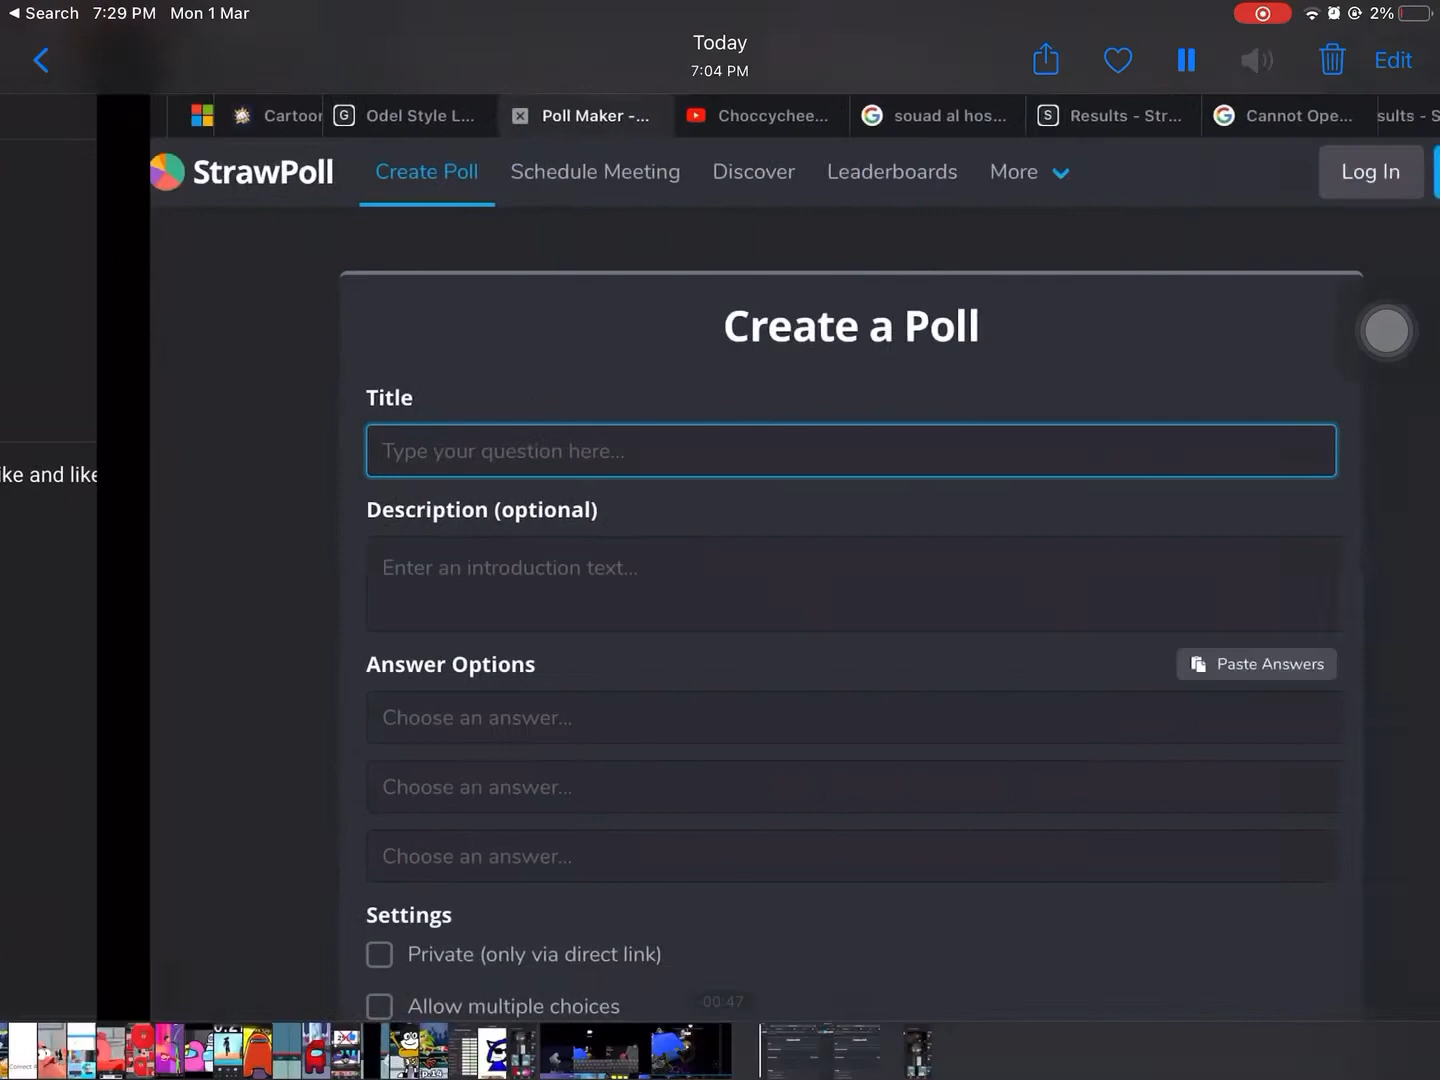 Search 7:29 PM Mon 1 Mar 2%
Today
7:04 PM
Edit
Cartoor Odel Style L... Poll Maker -... Choccychee... souad al hos... Results - Str... Cannot Ope... sults - S
StrawPoll Create Poll Schedule Meeting Discover Leaderboards More Log In
Create a Poll
Title
Type your question here...
ike and like
Description (optional)
Enter an introduction text...
Answer Options Paste Answers
Choose an answer...
Choose an answer...
Choose an answer...
Settings
Private (only via direct link)
Allow multiple choices
-00:47